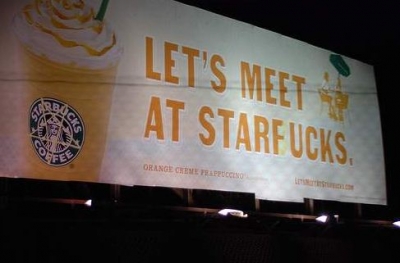 LET'S MEET
AT STARFUCKS.
STARBUCKS
COFFEE
ORANGE CREME FRAPPUCCINO